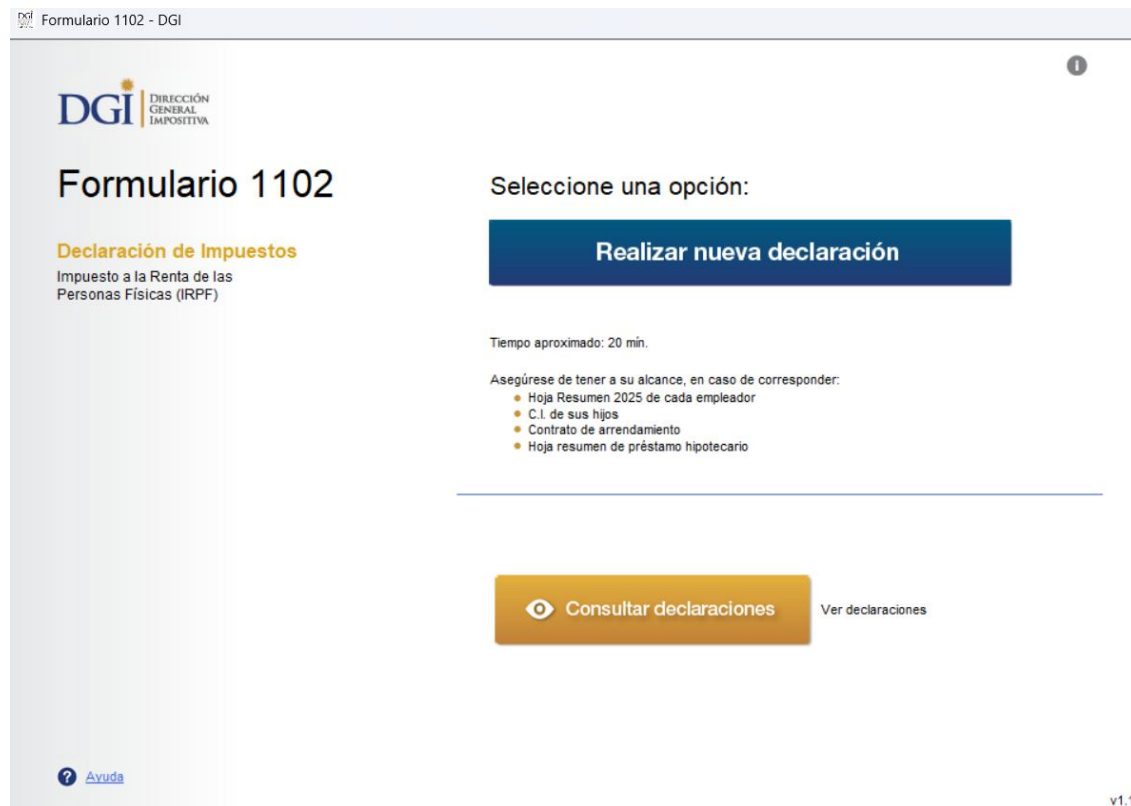 Formulario 1102 - DGI
DGI DIRECCIÓN
GENERAL
IMPOSITIVA
Formulario 1102
Declaración de Impuestos
Impuesto a la Renta de las
Personas Físicas (IRPF)
Seleccione una opción:
Realizar nueva declaración
Tiempo aproximado: 20 mín.
Asegúrese de tener a su alcance, en caso de corresponder:
Hoja Resumen 2025 de cada empleador
C.I. de sus hijos
Contrato de arrendamiento
Hoja resumen de préstamo hipotecario
Consultar declaraciones
Ver declaraciones
Ayuda